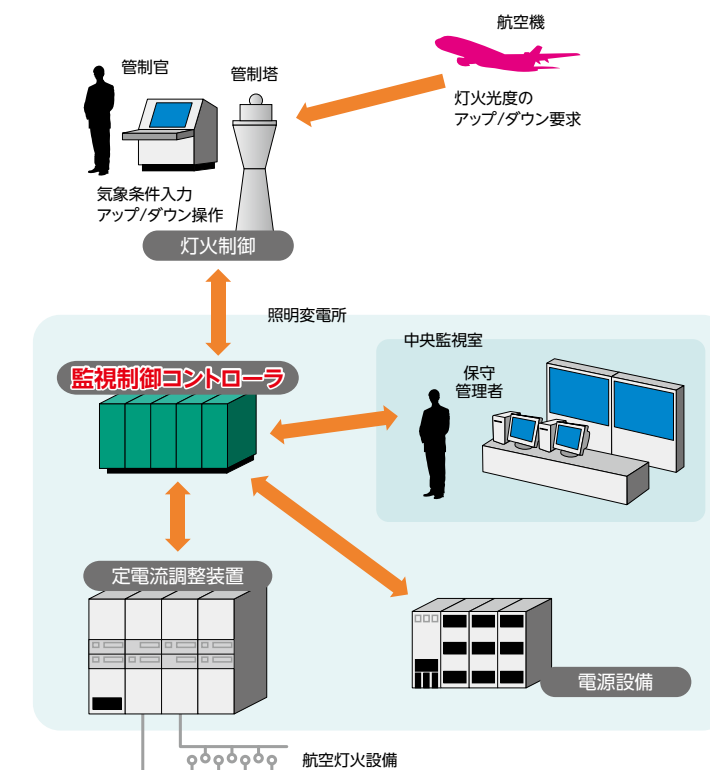 航空機
管制官
管制塔
灯火光度の
アップ/ダウン要求
気象条件入力
アップ/ダウン操作
灯火制御
照明変電所
中央監視室
監視制御コントローラ
保守
管理者
定電流調整装置
電源設備
航空灯火設備